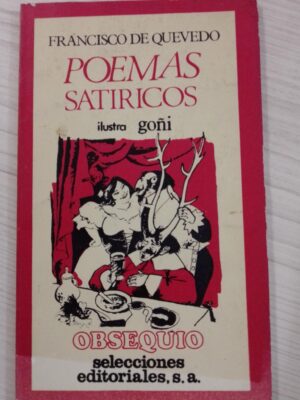 FRANCISCO DE QUEVEDO
POEMAS
SATIRICOS
ilustra goñi
OBSEQUIO
selecciones
editoriales, s. a.